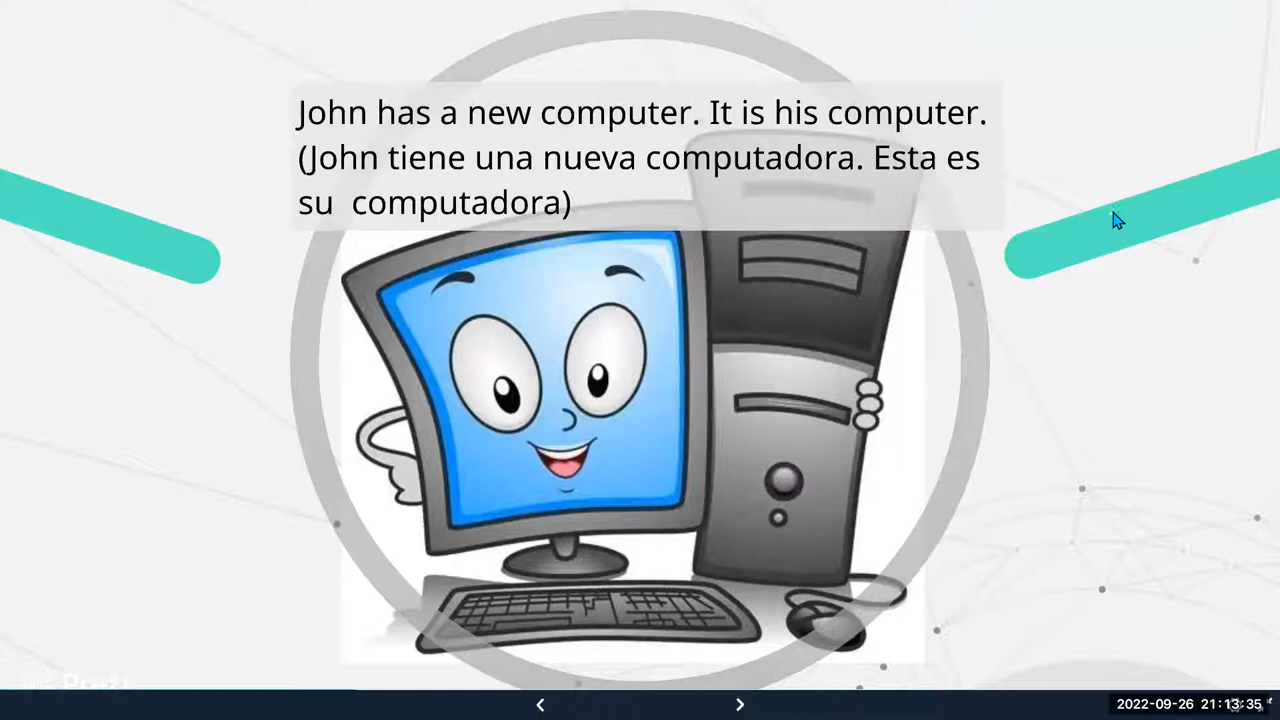 John has a new computer. It is his computer.
(John tiene una nueva computadora. Esta es
su computadora)
2022-09-26 21:13:35